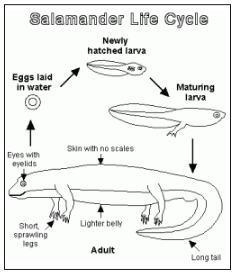 Salamander Life Cycle
Newly
hatched larva
Eggs laid
in water
Maturing
larva
Eyes with
eyelids
Skin with no scales
Short,
sprawling
legs
Lighter belly
Adult
Long tail